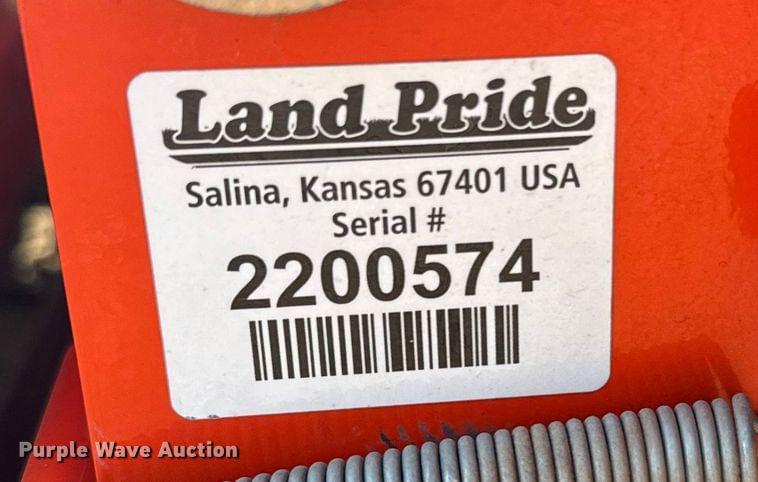 Land Pride
Salina, Kansas 67401 USA
Serial #
2200574
Purple Wave Auction